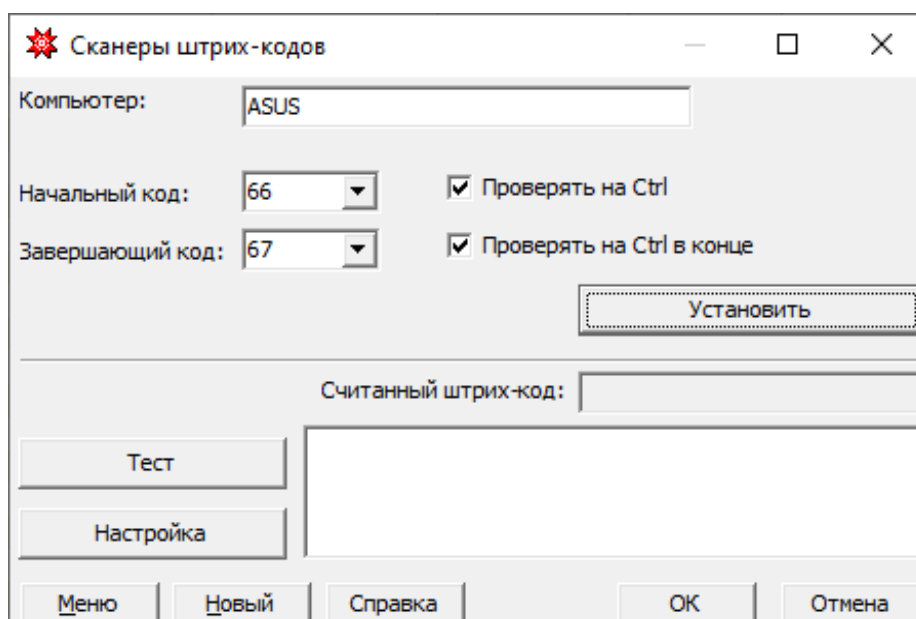 Сканеры штрих-кодов
Компьютер: ASUS
Начальный код: 66 Проверять на Ctrl
Завершающий код: 67 Проверять на Ctrl в конце
Установить
Считанный штрих-код:
Тест
Настройка
Меню Новый Справка OK Отмена